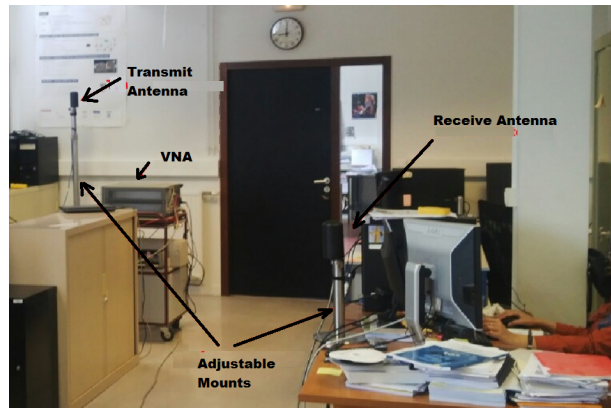 Transmit
Antenna
Receive Antenna
VNA
Adjustable
Mounts